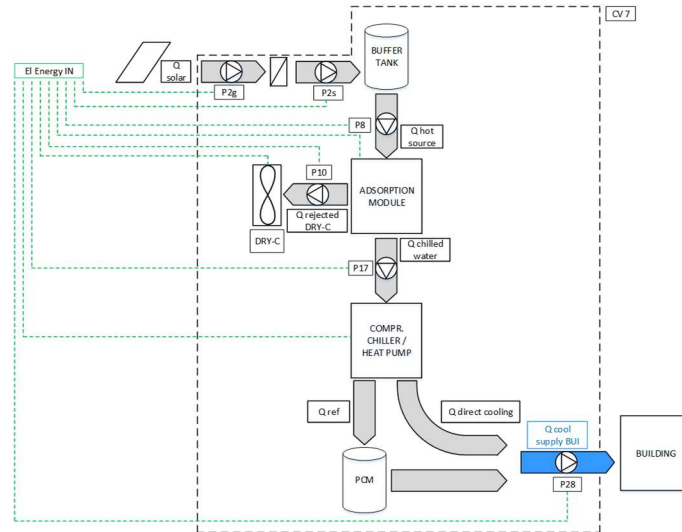 CV 7
BUFFER
TANK
El Energy IN
Q
solar
P2g
P2s
P8
Q hot
source
P10
ADSORPTION
MODULE
Q rejected
DRY-C
DRY-C
Q chilled
water
P17
COMPR.
CHILLER /
HEAT PUMP
Q ref
Q direct cooling
Q cool
supply BUI
BUILDING
PCM
P28